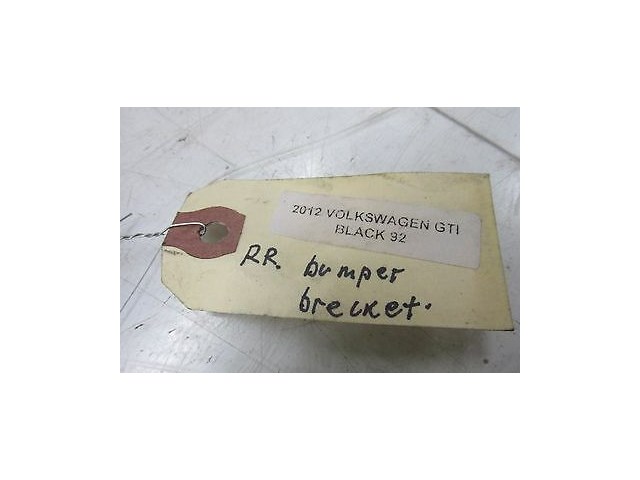 2012 VOLKSWAGEN GTI
BLACK 92
RR. bumper
brecket.